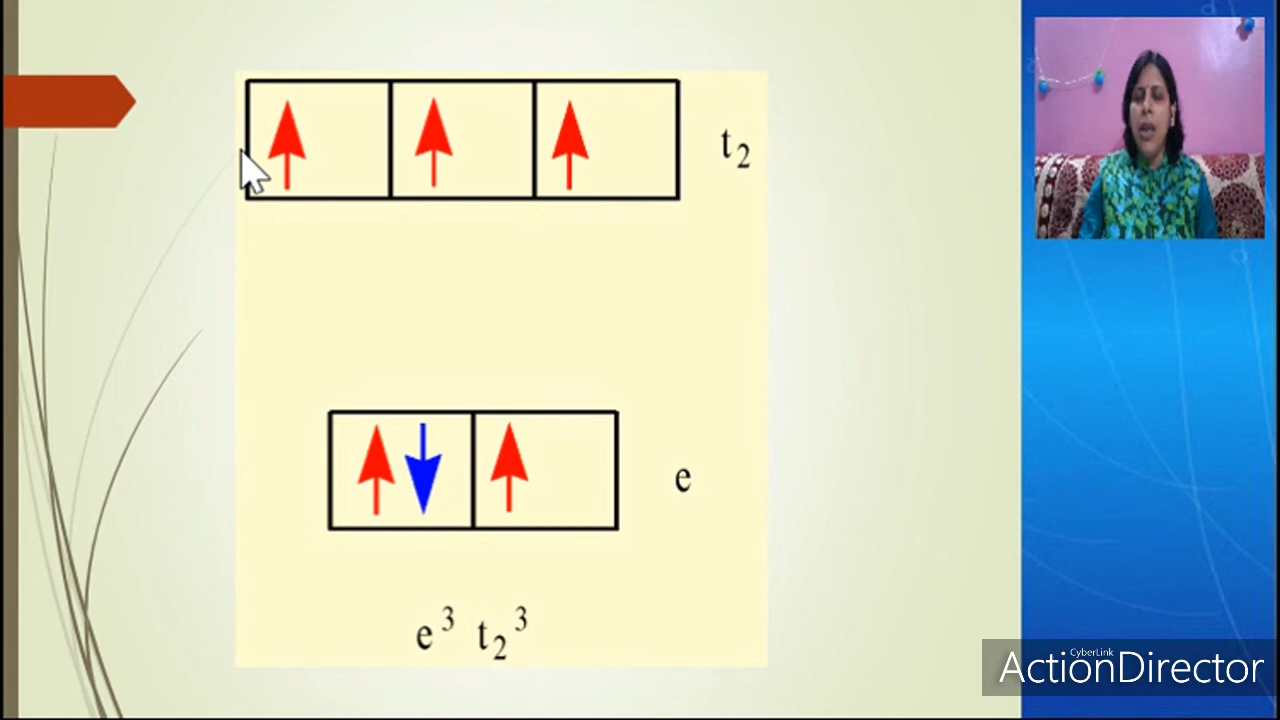 t₂
e
e³ t₂³
CyberLink
ActionDirector